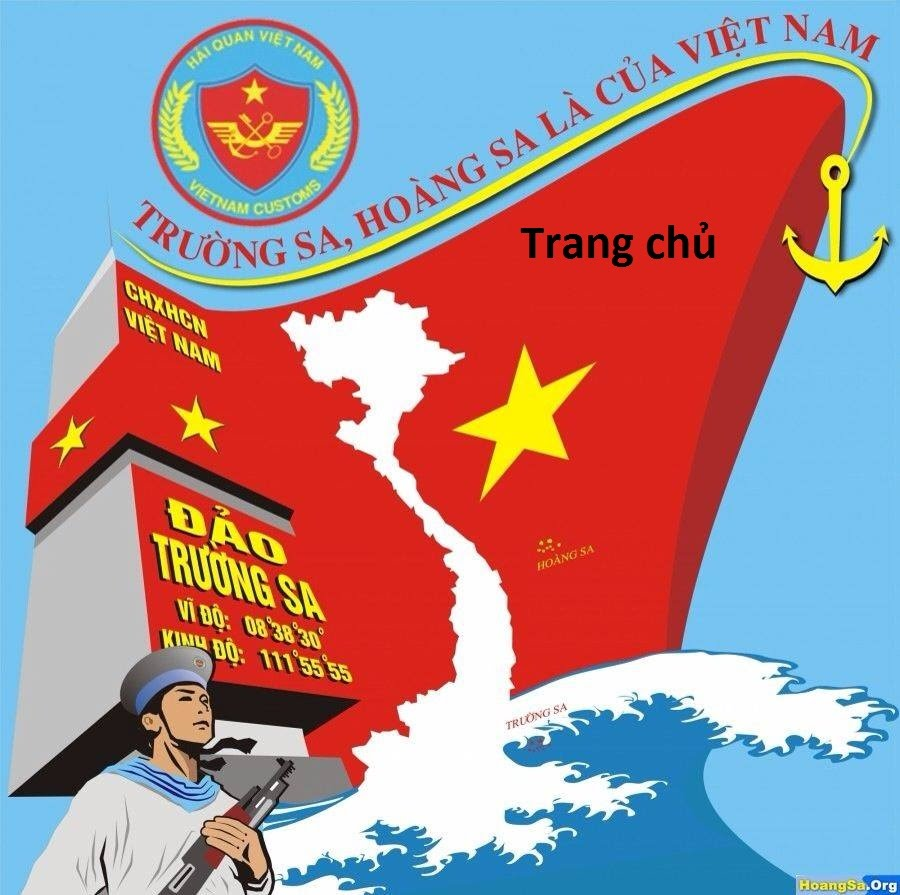 HẢI QUAN VIỆT NAM
VIETNAM CUSTOMS
TRƯỜNG SA, HOÀNG SA LÀ CỦA VIỆT NAM
Trang chủ
CHXHCN
VIỆT NAM
ĐẢO
TRƯỜNG SA
VĨ ĐỘ: 08°38'30"
KINH ĐỘ: 111°55'55
HOÀNG SA
TRƯỜNG SA
HoangSa.Org